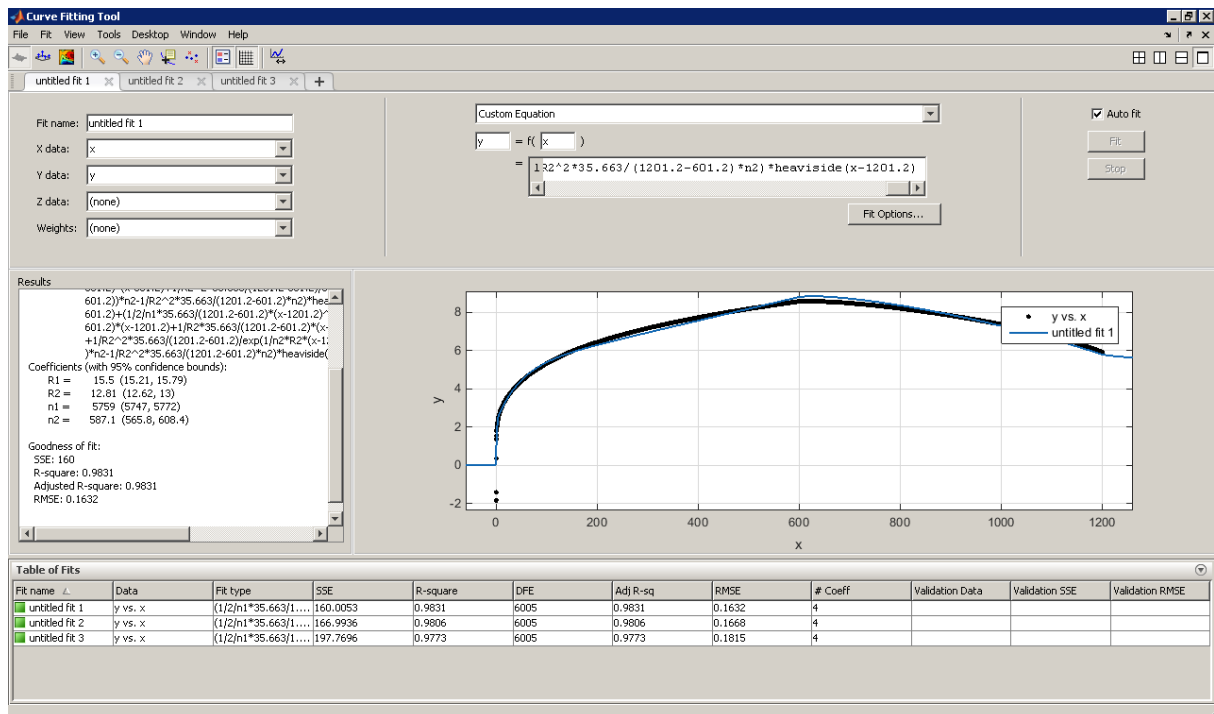 Curve Fitting Tool
File Fit View Tools Desktop Window Help
untitled fit 1 untitled fit 2 untitled fit 3
Fit name: untitled fit 1
X data: x
Y data: y
Z data: (none)
Weights: (none)
Custom Equation
y = f( x )
= 1R2^2*35.663/(1201.2-601.2)*n2)*heaviside(x-1201.2)
Fit Options...
Auto fit
Fit
Stop
Results
601.2))*n2-1/R2^2*35.663/(1201.2-601.2)*n2)*hea
601.2)+(1/2/n1*35.663/(1201.2-601.2)*(x-1201.2)^
601.2)*(x-1201.2)+1/R2*35.663/(1201.2-601.2)*(x-
+1/R2^2*35.663/(1201.2-601.2)/exp(1/n2*R2*(x-1:
)*n2-1/R2^2*35.663/(1201.2-601.2)*n2)*heaviside(
Coefficients (with 95% confidence bounds):
R1 = 15.5 (15.21, 15.79)
R2 = 12.81 (12.62, 13)
n1 = 5759 (5747, 5772)
n2 = 587.1 (565.8, 608.4)
Goodness of fit:
SSE: 160
R-square: 0.9831
Adjusted R-square: 0.9831
RMSE: 0.1632
8
6
4
2
0
-2
y
0 200 400 600 800 1000 1200
x
y vs. x
untitled fit 1
Table of Fits
Fit name Data Fit type SSE R-square DFE Adj R-sq RMSE # Coeff Validation Data Validation SSE Validation RMSE
untitled fit 1 y vs. x (1/2/n1*35.663/1... 160.0053 0.9831 6005 0.9831 0.1632 4
untitled fit 2 y vs. x (1/2/n1*35.663/1... 166.9936 0.9806 6005 0.9806 0.1668 4
untitled fit 3 y vs. x (1/2/n1*35.663/1... 197.7696 0.9773 6005 0.9773 0.1815 4